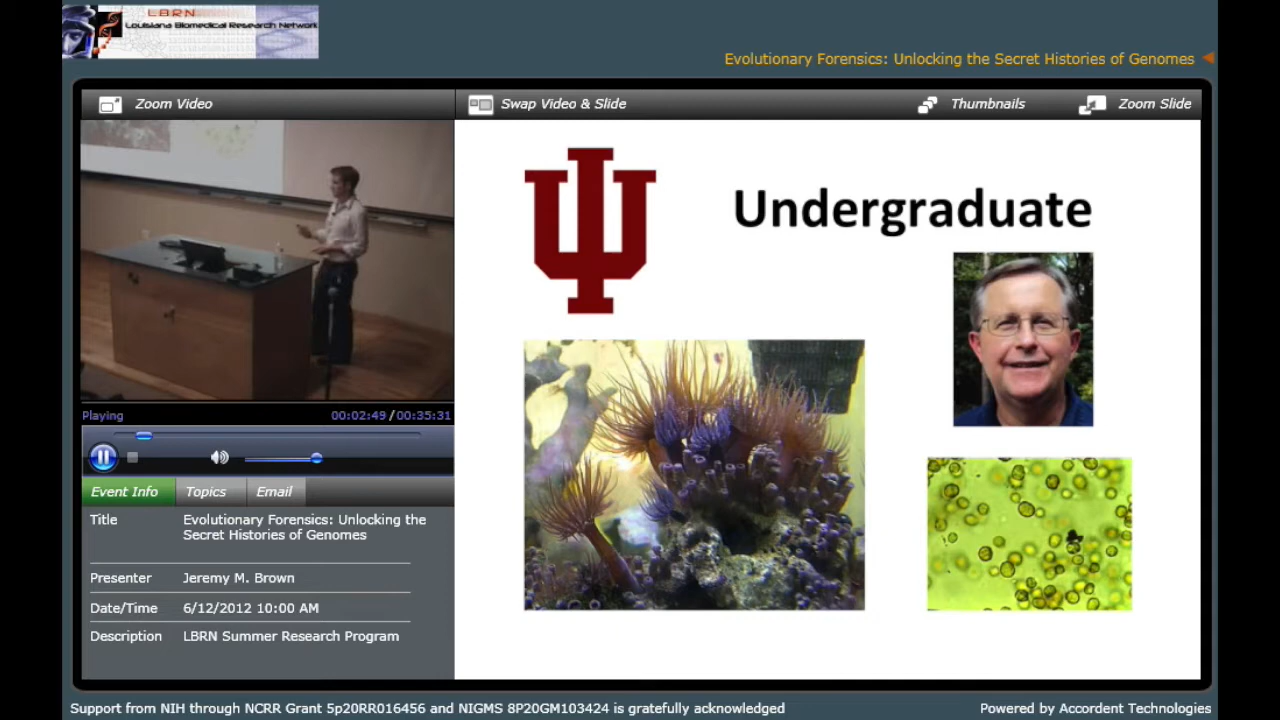 LBRN
Louisiana Biomedical Research Network
Evolutionary Forensics: Unlocking the Secret Histories of Genomes
Zoom Video
Swap Video & Slide
Thumbnails
Zoom Slide
Undergraduate
Playing
00:02:49 / 00:35:31
Event Info
Topics
Email
Title
Evolutionary Forensics: Unlocking the
Secret Histories of Genomes
Presenter
Jeremy M. Brown
Date/Time
6/12/2012 10:00 AM
Description
LBRN Summer Research Program
Support from NIH through NCRR Grant 5p20RR016456 and NIGMS 8P20GM103424 is gratefully acknowledged
Powered by Accordent Technologies